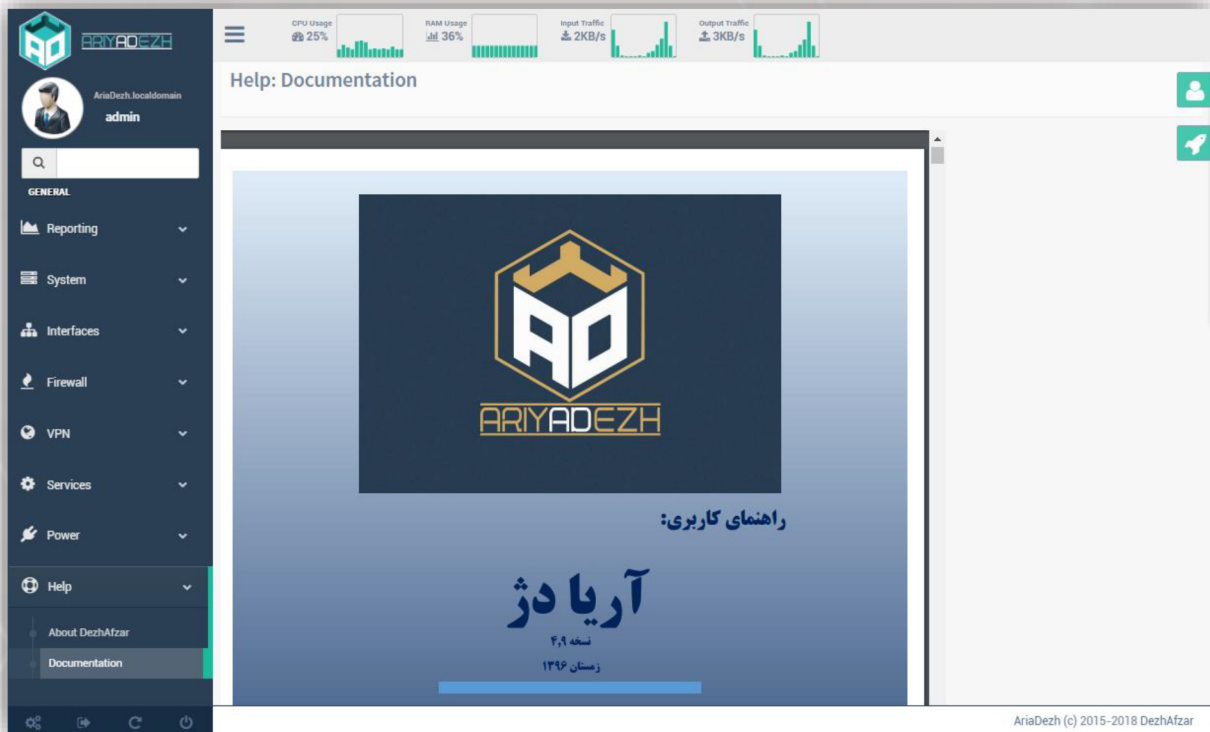 ARIYADEZH
AriaDezh.localdomain
admin
GENERAL
Reporting
System
Interfaces
Firewall
VPN
Services
Power
Help
About DezhAfzar
Documentation
CPU Usage
25%
RAM Usage
36%
Input Traffic
2KB/s
Output Traffic
3KB/s
Help: Documentation
AD
ARIYADEZH
راهنمای کاربری:
آریا دژ
نسخه ۴٫۹
زمستان ۱۳۹۶
AriaDezh (c) 2015-2018 DezhAfzar